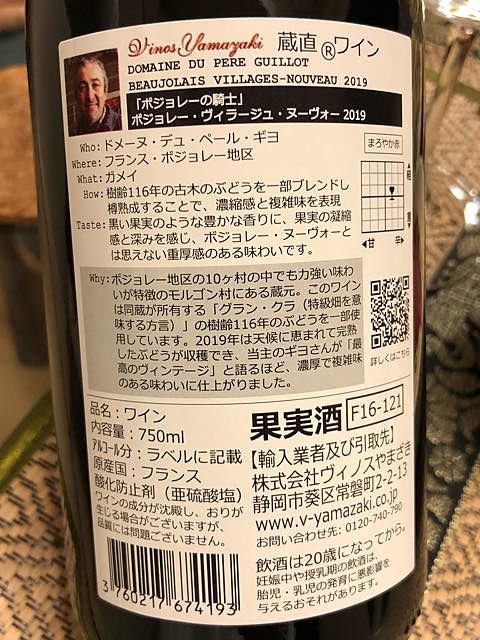 Vinos Yamazaki 蔵直®ワイン
DOMAINE DU PERE GUILLOT
BEAUJOLAIS VILLAGES-NOUVEAU 2019
「ボジョレーの騎士」
ボジョレー・ヴィラージュ・ヌーヴォー 2019
Who: ドメーヌ・デュ・ペール・ギヨ
Where: フランス・ボジョレー地区
What: ガメイ
How: 樹齢116年の古木のぶどうを一部ブレンドし
樽熟成することで、濃縮感と複雑味を表現
Taste: 黒い果実のような豊かな香りに、果実の凝縮
感と深みを感じ、ボジョレー・ヌーヴォーと
は思えない重厚感のある味わいです。
まろやか赤
軽
重
甘 辛
Why: ボジョレー地区の10ヶ村の中でも力強い味わ
いが特徴のモルゴン村にある蔵元。このワイン
は同蔵が所有する「グラン・クラ（特級畑を意
味する方言）」の樹齢116年のぶどうを一部使
用しています。2019年は天候に恵まれて完熟
したぶどうが収穫でき、当主のギヨさんが「最
高のヴィンテージ」と語るほど、濃厚で複雑味
のある味わいに仕上がりました。
詳しくはこちら
品名：ワイン
内容量：750ml
アルコール分：ラベルに記載
原産国：フランス
酸化防止剤（亜硫酸塩）
ワインの成分が沈殿し、おりが
生じる場合がございますが、
品質には問題ございません。
3 760217 674193
果実酒 F16-121
【輸入業者及び引取先】
株式会社ヴィノスやまざき
静岡市葵区常磐町2-2-13
www.v-yamazaki.co.jp
お問い合わせ：0120-740-790
飲酒は20歳になってから。
妊娠中や授乳期の飲酒は、
胎児・乳児の発育に悪影響を
与えるおそれがあります。